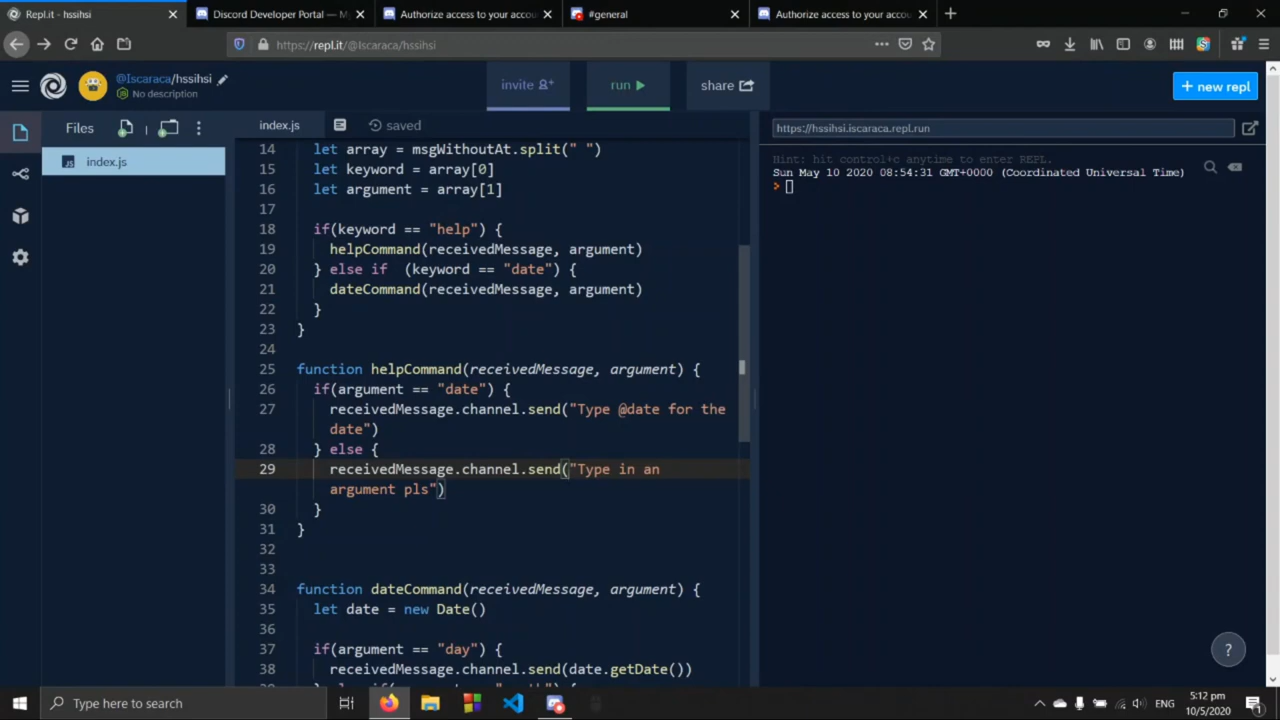 Repl.it - hssihsi
Discord Developer Portal — M
Authorize access to your accou
#general
Authorize access to your accou
https://repl.it/@Iscaraca/hssihsi
@Iscaraca/hssihsi
No description
invite
run
share
+ new repl
Files
index.js
saved
index.js
https://hssihsi.iscaraca.repl.run
Hint: hit control+c anytime to enter REPL.
Sun May 10 2020 08:54:31 GMT+0000 (Coordinated Universal Time)
>
14 let array = msgWithoutAt.split(" ")
15 let keyword = array[0]
16 let argument = array[1]
17
18 if(keyword == "help") {
19 helpCommand(receivedMessage, argument)
20 } else if  (keyword == "date") {
21 dateCommand(receivedMessage, argument)
22 }
23 }
24
25 function helpCommand(receivedMessage, argument) {
26 if(argument == "date") {
27 receivedMessage.channel.send("Type @date for the
date")
28 } else {
29 receivedMessage.channel.send("Type in an
argument pls")
30 }
31 }
32
33
34 function dateCommand(receivedMessage, argument) {
35 let date = new Date()
36
37 if(argument == "day") {
38 receivedMessage.channel.send(date.getDate())
?
Type here to search
ENG
5:12 pm
10/5/2020
1